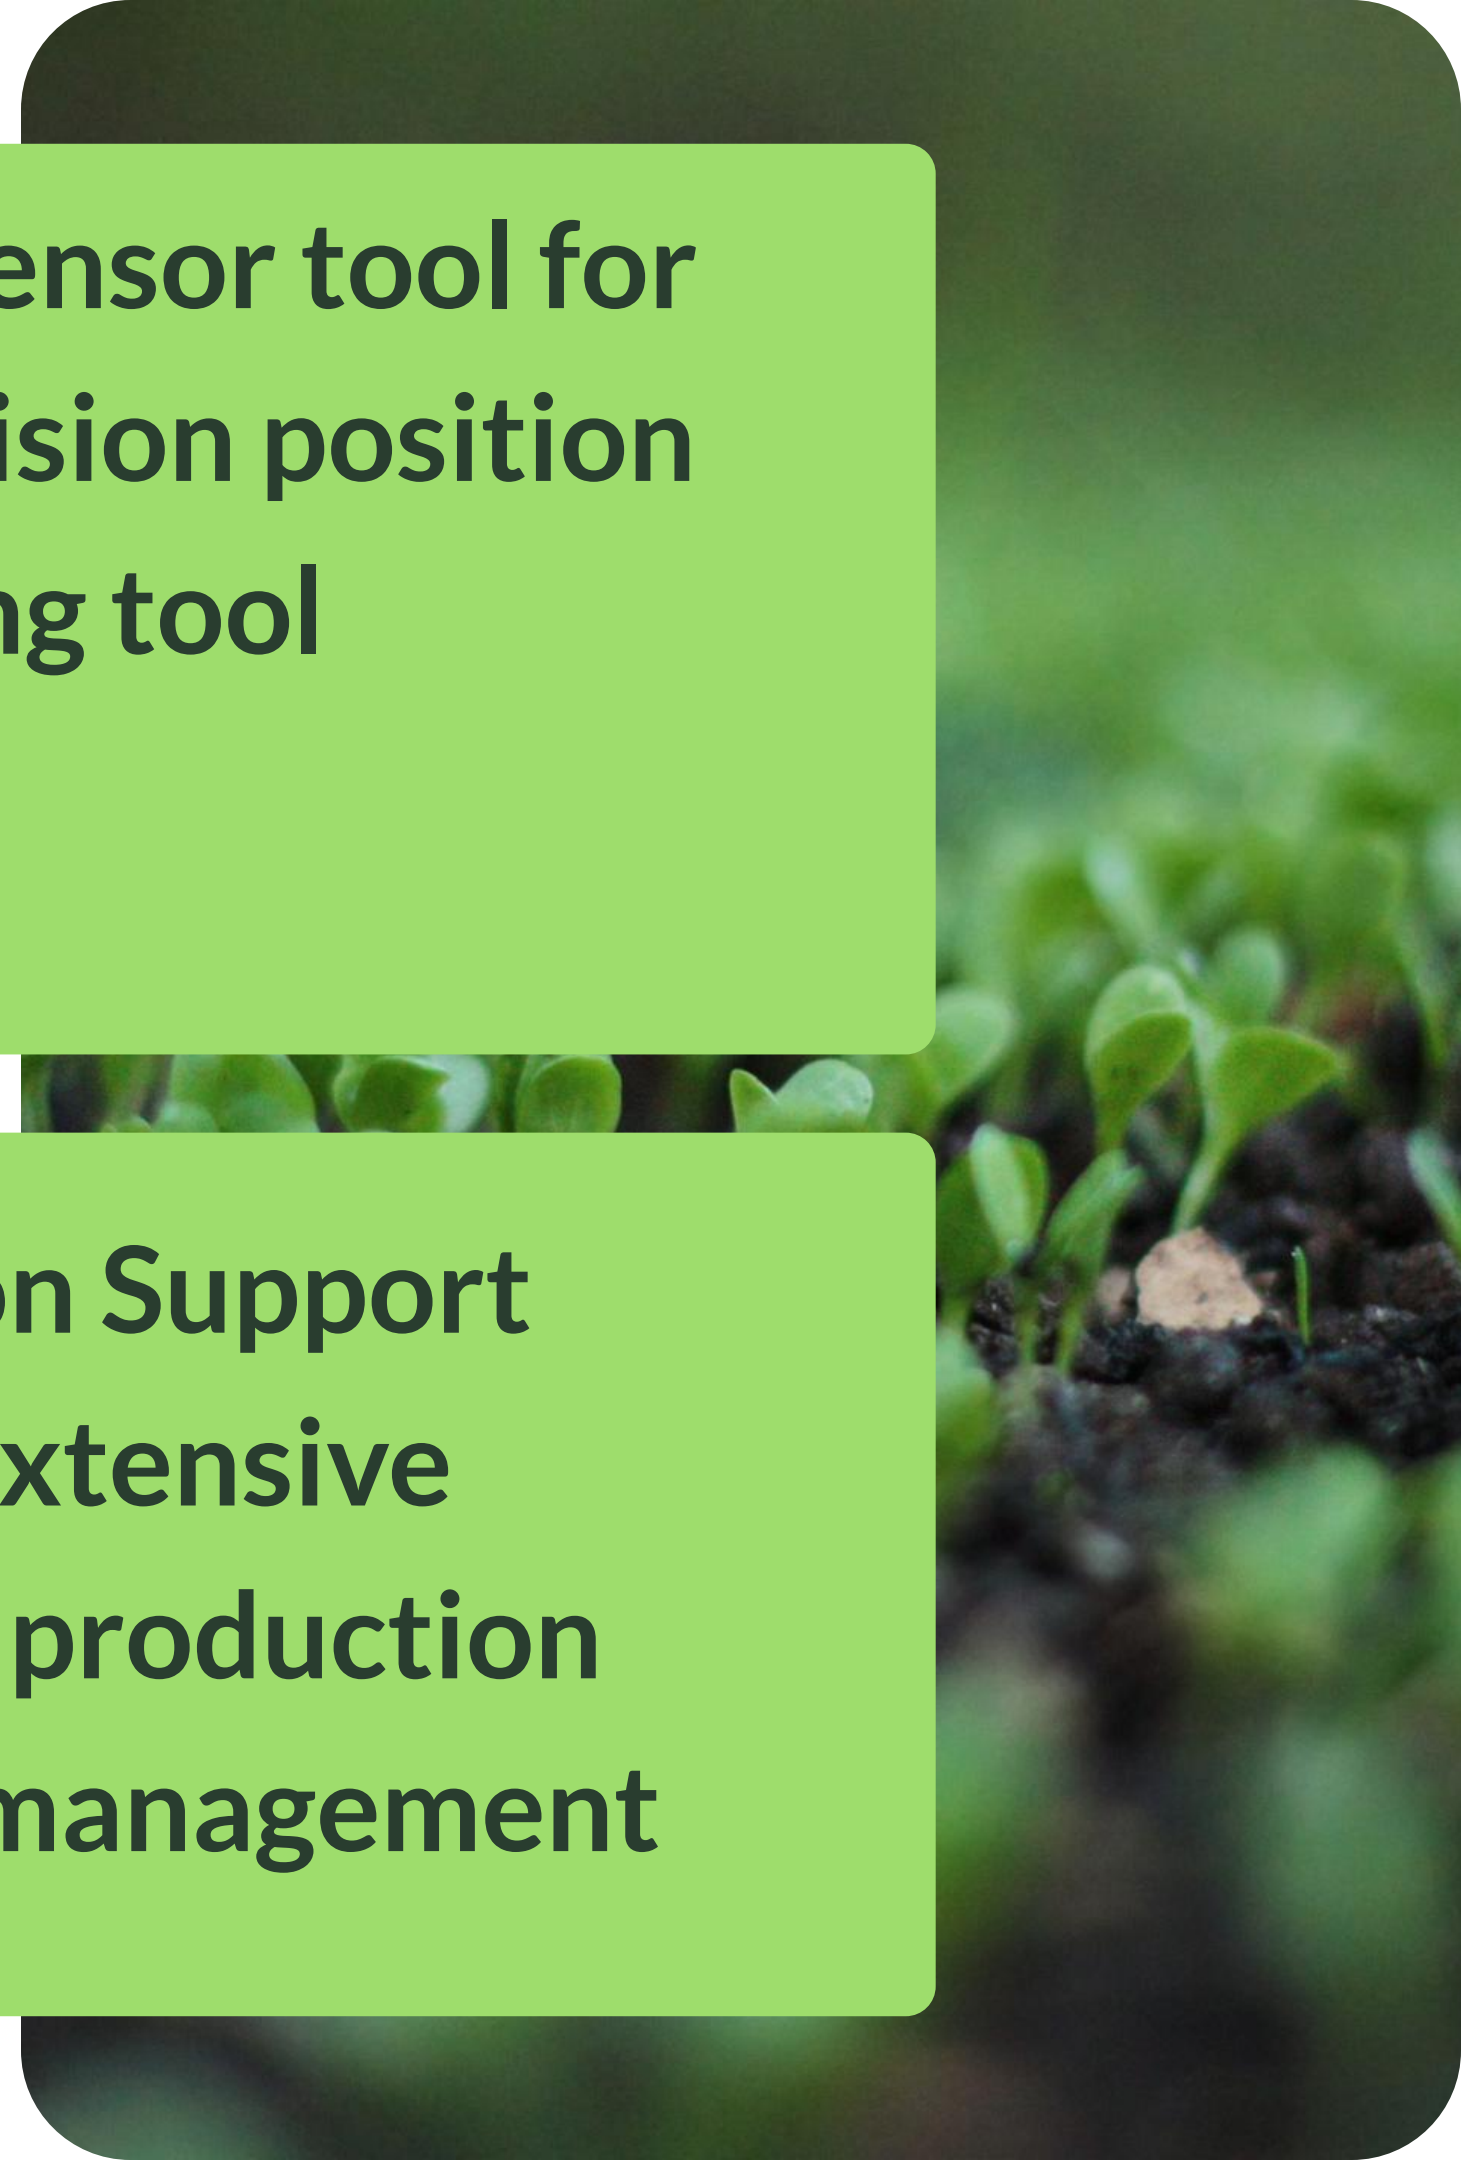 ensor tool for
ision position
ng tool
on Support
xtensive
production
management